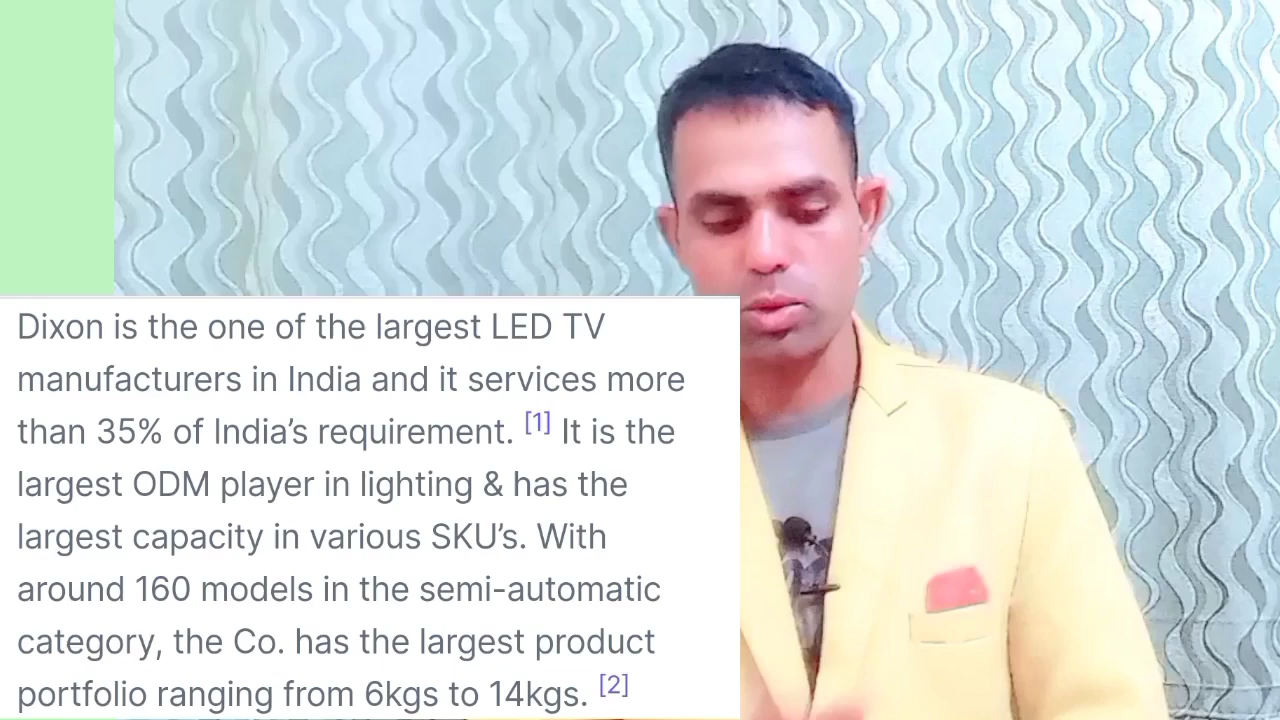 Dixon is the one of the largest LED TV
manufacturers in India and it services more
than 35% of India’s requirement. [1] It is the
largest ODM player in lighting & has the
largest capacity in various SKU’s. With
around 160 models in the semi-automatic
category, the Co. has the largest product
portfolio ranging from 6kgs to 14kgs. [2]